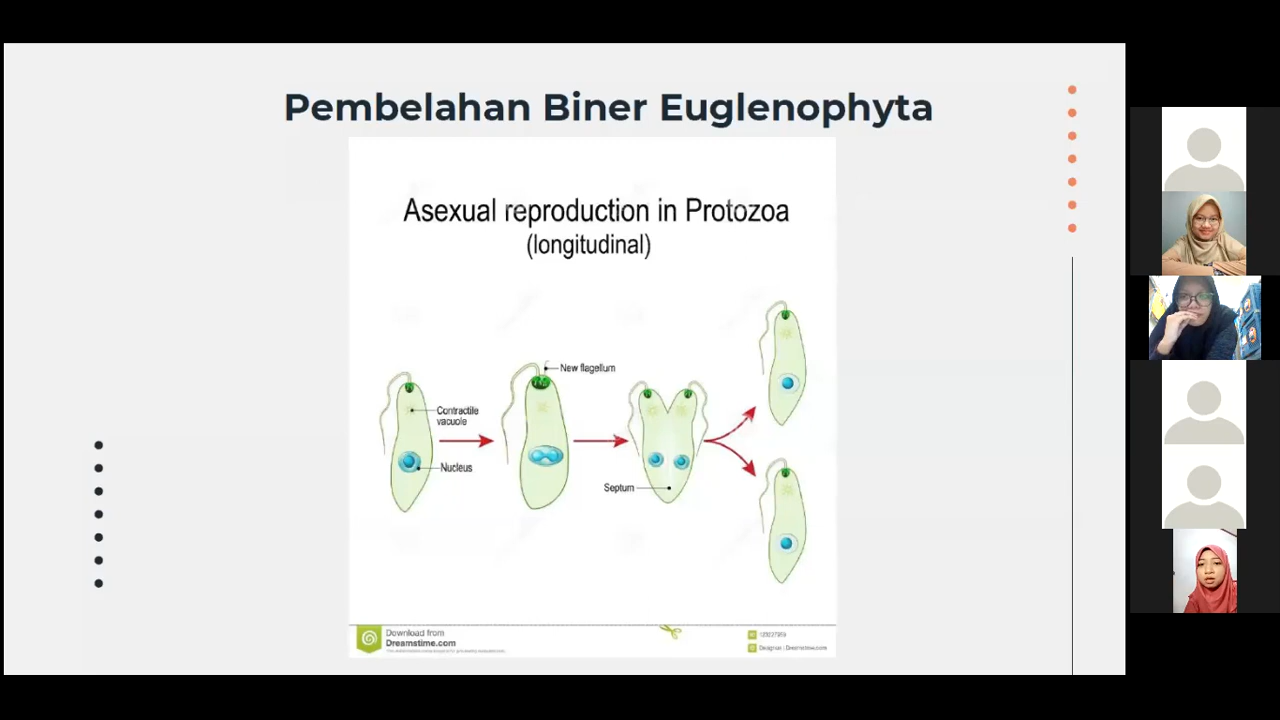 Pembelahan Biner Euglenophyta
Asexual reproduction in Protozoa
(longitudinal)
New flagellum
Contractile
vacuole
Nucleus
Septum
Download from
Dreamstime.com